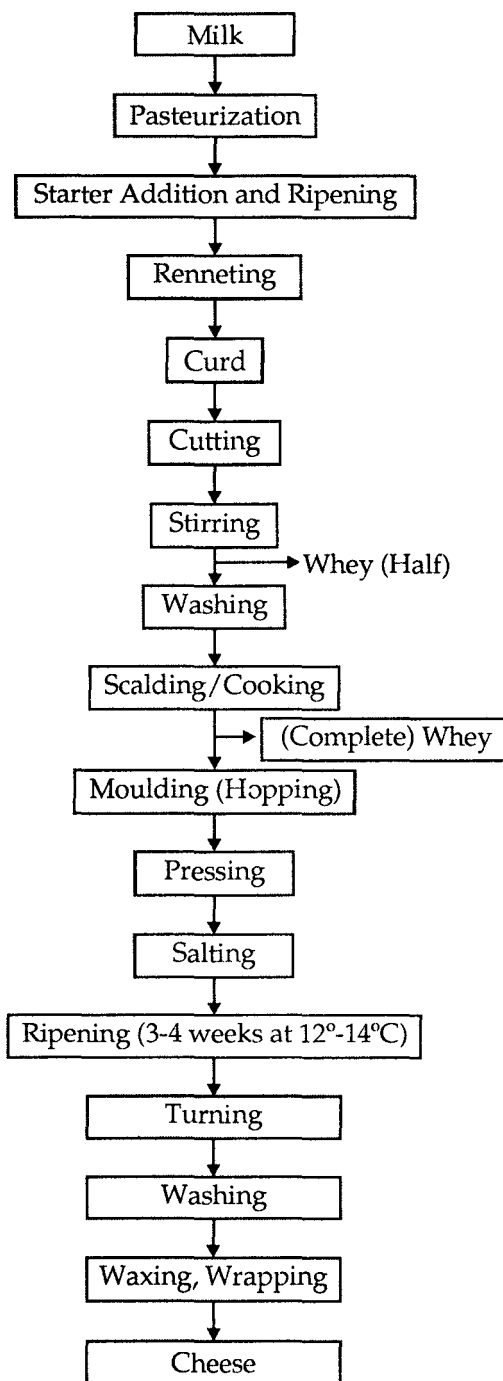 Milk
Pasteurization
Starter Addition and Ripening
Renneting
Curd
Cutting
Stirring
Whey (Half)
Washing
Scalding/Cooking
(Complete) Whey
Moulding (Hopping)
Pressing
Salting
Ripening (3-4 weeks at 12°-14°C)
Turning
Washing
Waxing, Wrapping
Cheese